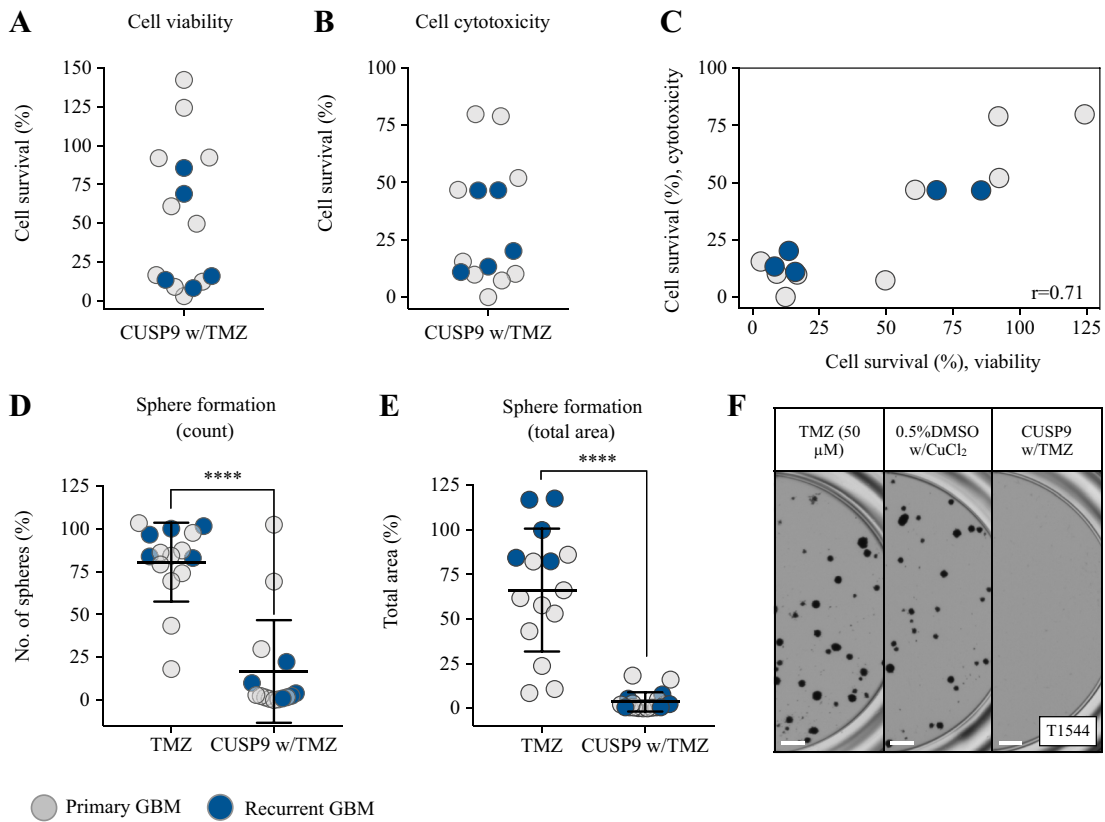 A
Cell viability
Cell survival (%)
150
125
100
75
50
25
0
CUSP9 w/TMZ
B
Cell cytotoxicity
Cell survival (%)
100
75
50
25
0
CUSP9 w/TMZ
C
Cell survival (%), cytotoxicity
100
75
50
25
0
r=0.71
0
25
50
75
100
125
Cell survival (%), viability
D
Sphere formation
(count)
No. of spheres (%)
125
100
75
50
25
0
****
TMZ
CUSP9 w/TMZ
E
Sphere formation
(total area)
Total area (%)
125
100
75
50
25
0
****
TMZ
CUSP9 w/TMZ
F
TMZ (50
µM)
0.5%DMSO
w/CuCl₂
CUSP9
w/TMZ
T1544
Primary GBM
Recurrent GBM